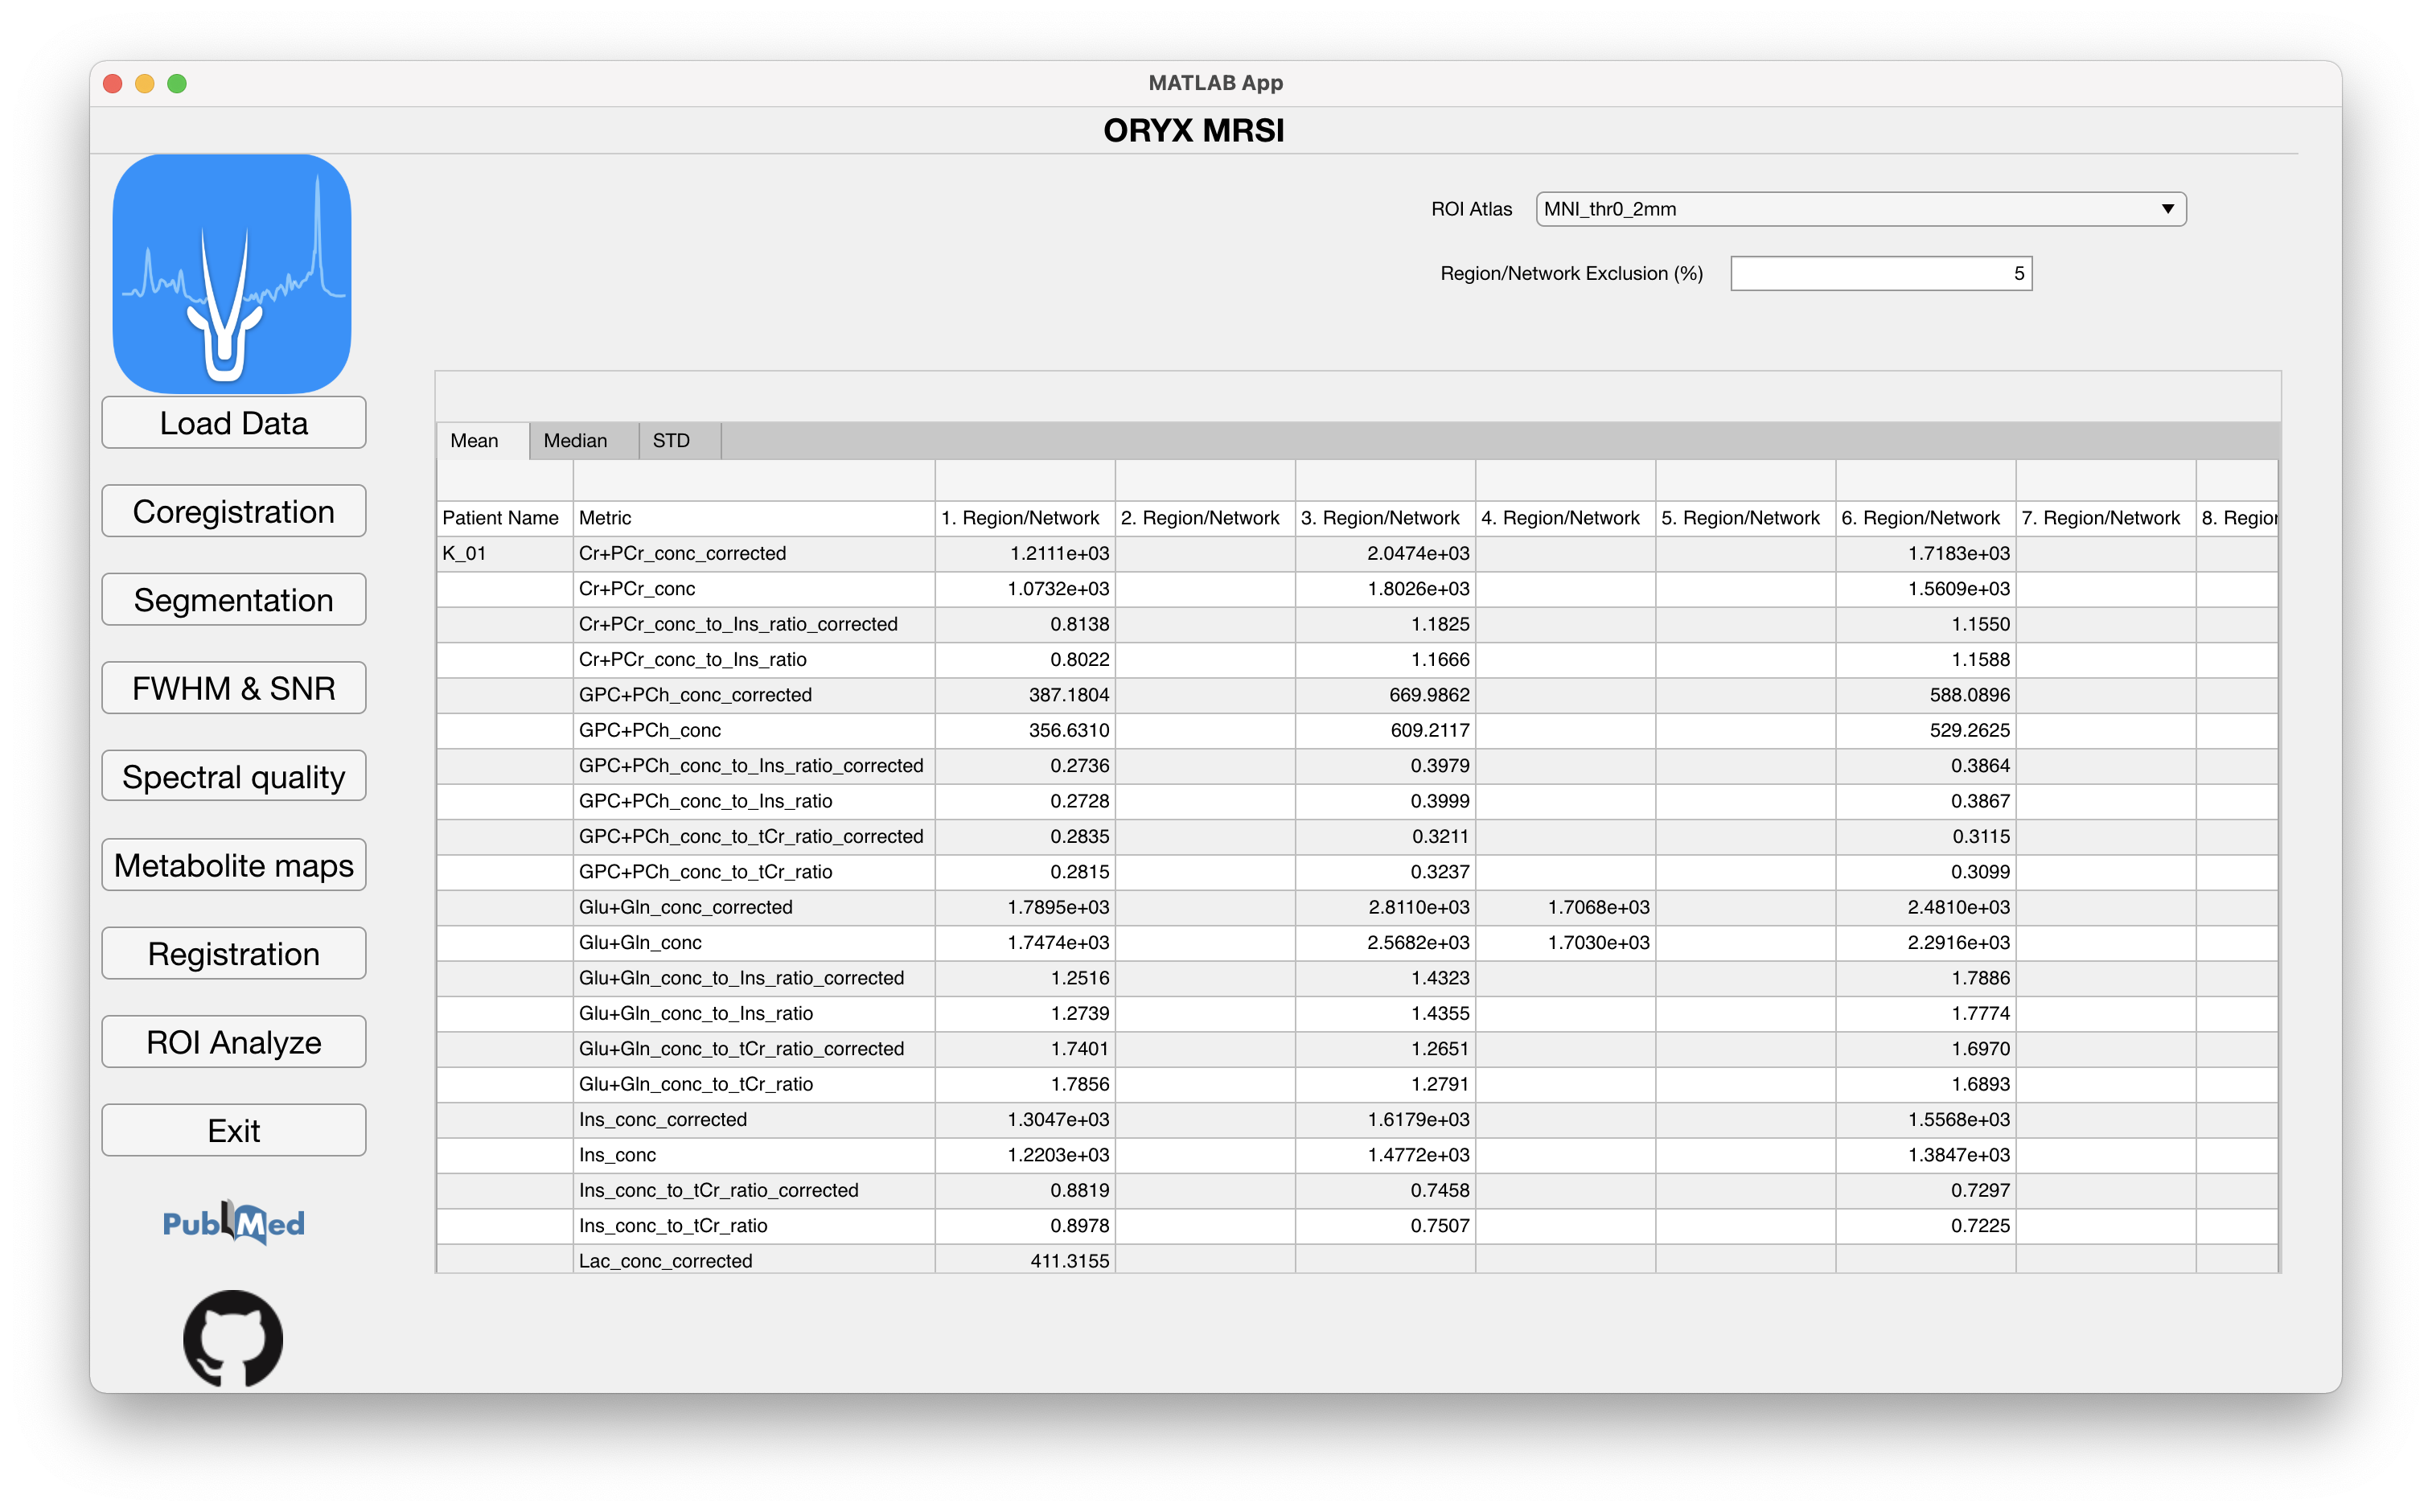 MATLAB App
ORYX MRSI
ROI Atlas MNI_thr0_2mm
Region/Network Exclusion (%) 5
Load Data
Coregistration
Segmentation
FWHM & SNR
Spectral quality
Metabolite maps
Registration
ROI Analyze
Exit
PubMed
Mean Median STD
Patient Name Metric 1. Region/Network 2. Region/Network 3. Region/Network 4. Region/Network 5. Region/Network 6. Region/Network 7. Region/Network 8. Region
K_01 Cr+PCr_conc_corrected 1.2111e+03 2.0474e+03 1.7183e+03
Cr+PCr_conc 1.0732e+03 1.8026e+03 1.5609e+03
Cr+PCr_conc_to_Ins_ratio_corrected 0.8138 1.1825 1.1550
Cr+PCr_conc_to_Ins_ratio 0.8022 1.1666 1.1588
GPC+PCh_conc_corrected 387.1804 669.9862 588.0896
GPC+PCh_conc 356.6310 609.2117 529.2625
GPC+PCh_conc_to_Ins_ratio_corrected 0.2736 0.3979 0.3864
GPC+PCh_conc_to_Ins_ratio 0.2728 0.3999 0.3867
GPC+PCh_conc_to_tCr_ratio_corrected 0.2835 0.3211 0.3115
GPC+PCh_conc_to_tCr_ratio 0.2815 0.3237 0.3099
Glu+Gln_conc_corrected 1.7895e+03 2.8110e+03 1.7068e+03 2.4810e+03
Glu+Gln_conc 1.7474e+03 2.5682e+03 1.7030e+03 2.2916e+03
Glu+Gln_conc_to_Ins_ratio_corrected 1.2516 1.4323 1.7886
Glu+Gln_conc_to_Ins_ratio 1.2739 1.4355 1.7774
Glu+Gln_conc_to_tCr_ratio_corrected 1.7401 1.2651 1.6970
Glu+Gln_conc_to_tCr_ratio 1.7856 1.2791 1.6893
Ins_conc_corrected 1.3047e+03 1.6179e+03 1.5568e+03
Ins_conc 1.2203e+03 1.4772e+03 1.3847e+03
Ins_conc_to_tCr_ratio_corrected 0.8819 0.7458 0.7297
Ins_conc_to_tCr_ratio 0.8978 0.7507 0.7225
Lac_conc_corrected 411.3155